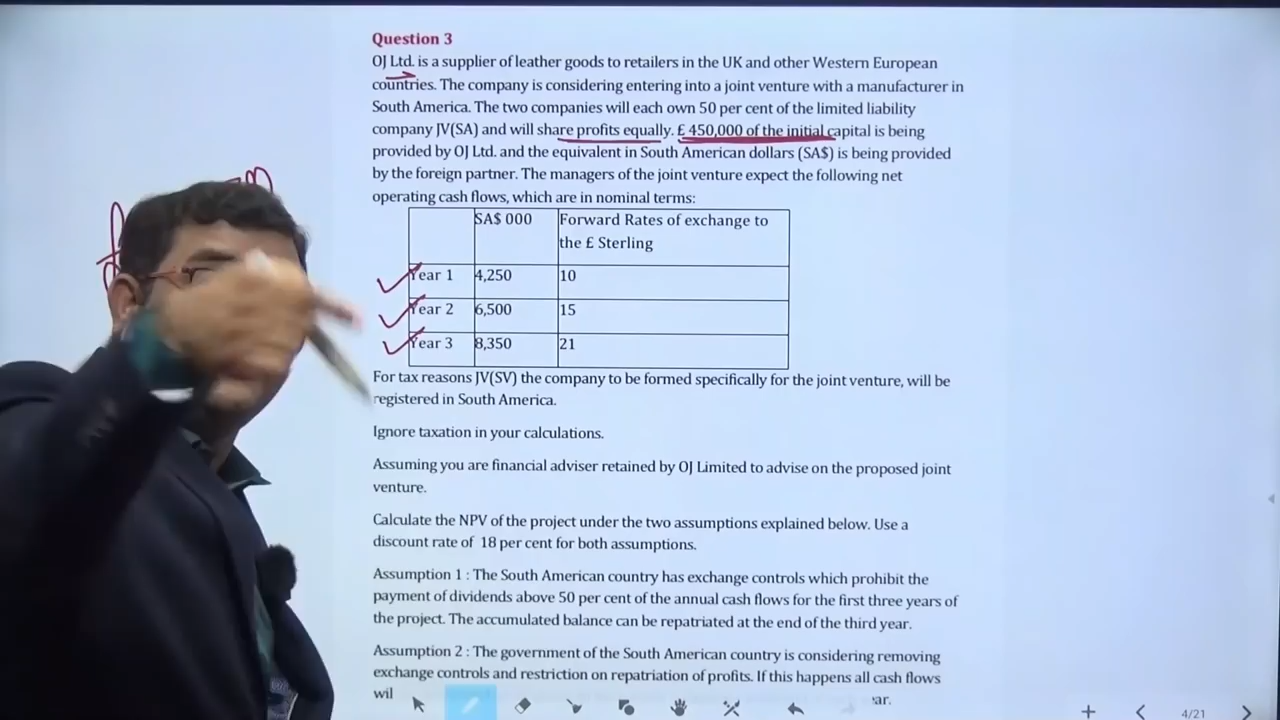 Question 3
OJ Ltd. is a supplier of leather goods to retailers in the UK and other Western European
countries. The company is considering entering into a joint venture with a manufacturer in
South America. The two companies will each own 50 per cent of the limited liability
company JV(SA) and will share profits equally. £ 450,000 of the initial capital is being
provided by OJ Ltd. and the equivalent in South American dollars (SA$) is being provided
by the foreign partner. The managers of the joint venture expect the following net
operating cash flows, which are in nominal terms:
SA$ 000 Forward Rates of exchange to
the £ Sterling
Year 1 4,250 10
Year 2 6,500 15
Year 3 8,350 21
For tax reasons JV(SV) the company to be formed specifically for the joint venture, will be
registered in South America.
Ignore taxation in your calculations.
Assuming you are financial adviser retained by OJ Limited to advise on the proposed joint
venture.
Calculate the NPV of the project under the two assumptions explained below. Use a
discount rate of 18 per cent for both assumptions.
Assumption 1 : The South American country has exchange controls which prohibit the
payment of dividends above 50 per cent of the annual cash flows for the first three years of
the project. The accumulated balance can be repatriated at the end of the third year.
Assumption 2 : The government of the South American country is considering removing
exchange controls and restriction on repatriation of profits. If this happens all cash flows
4/21